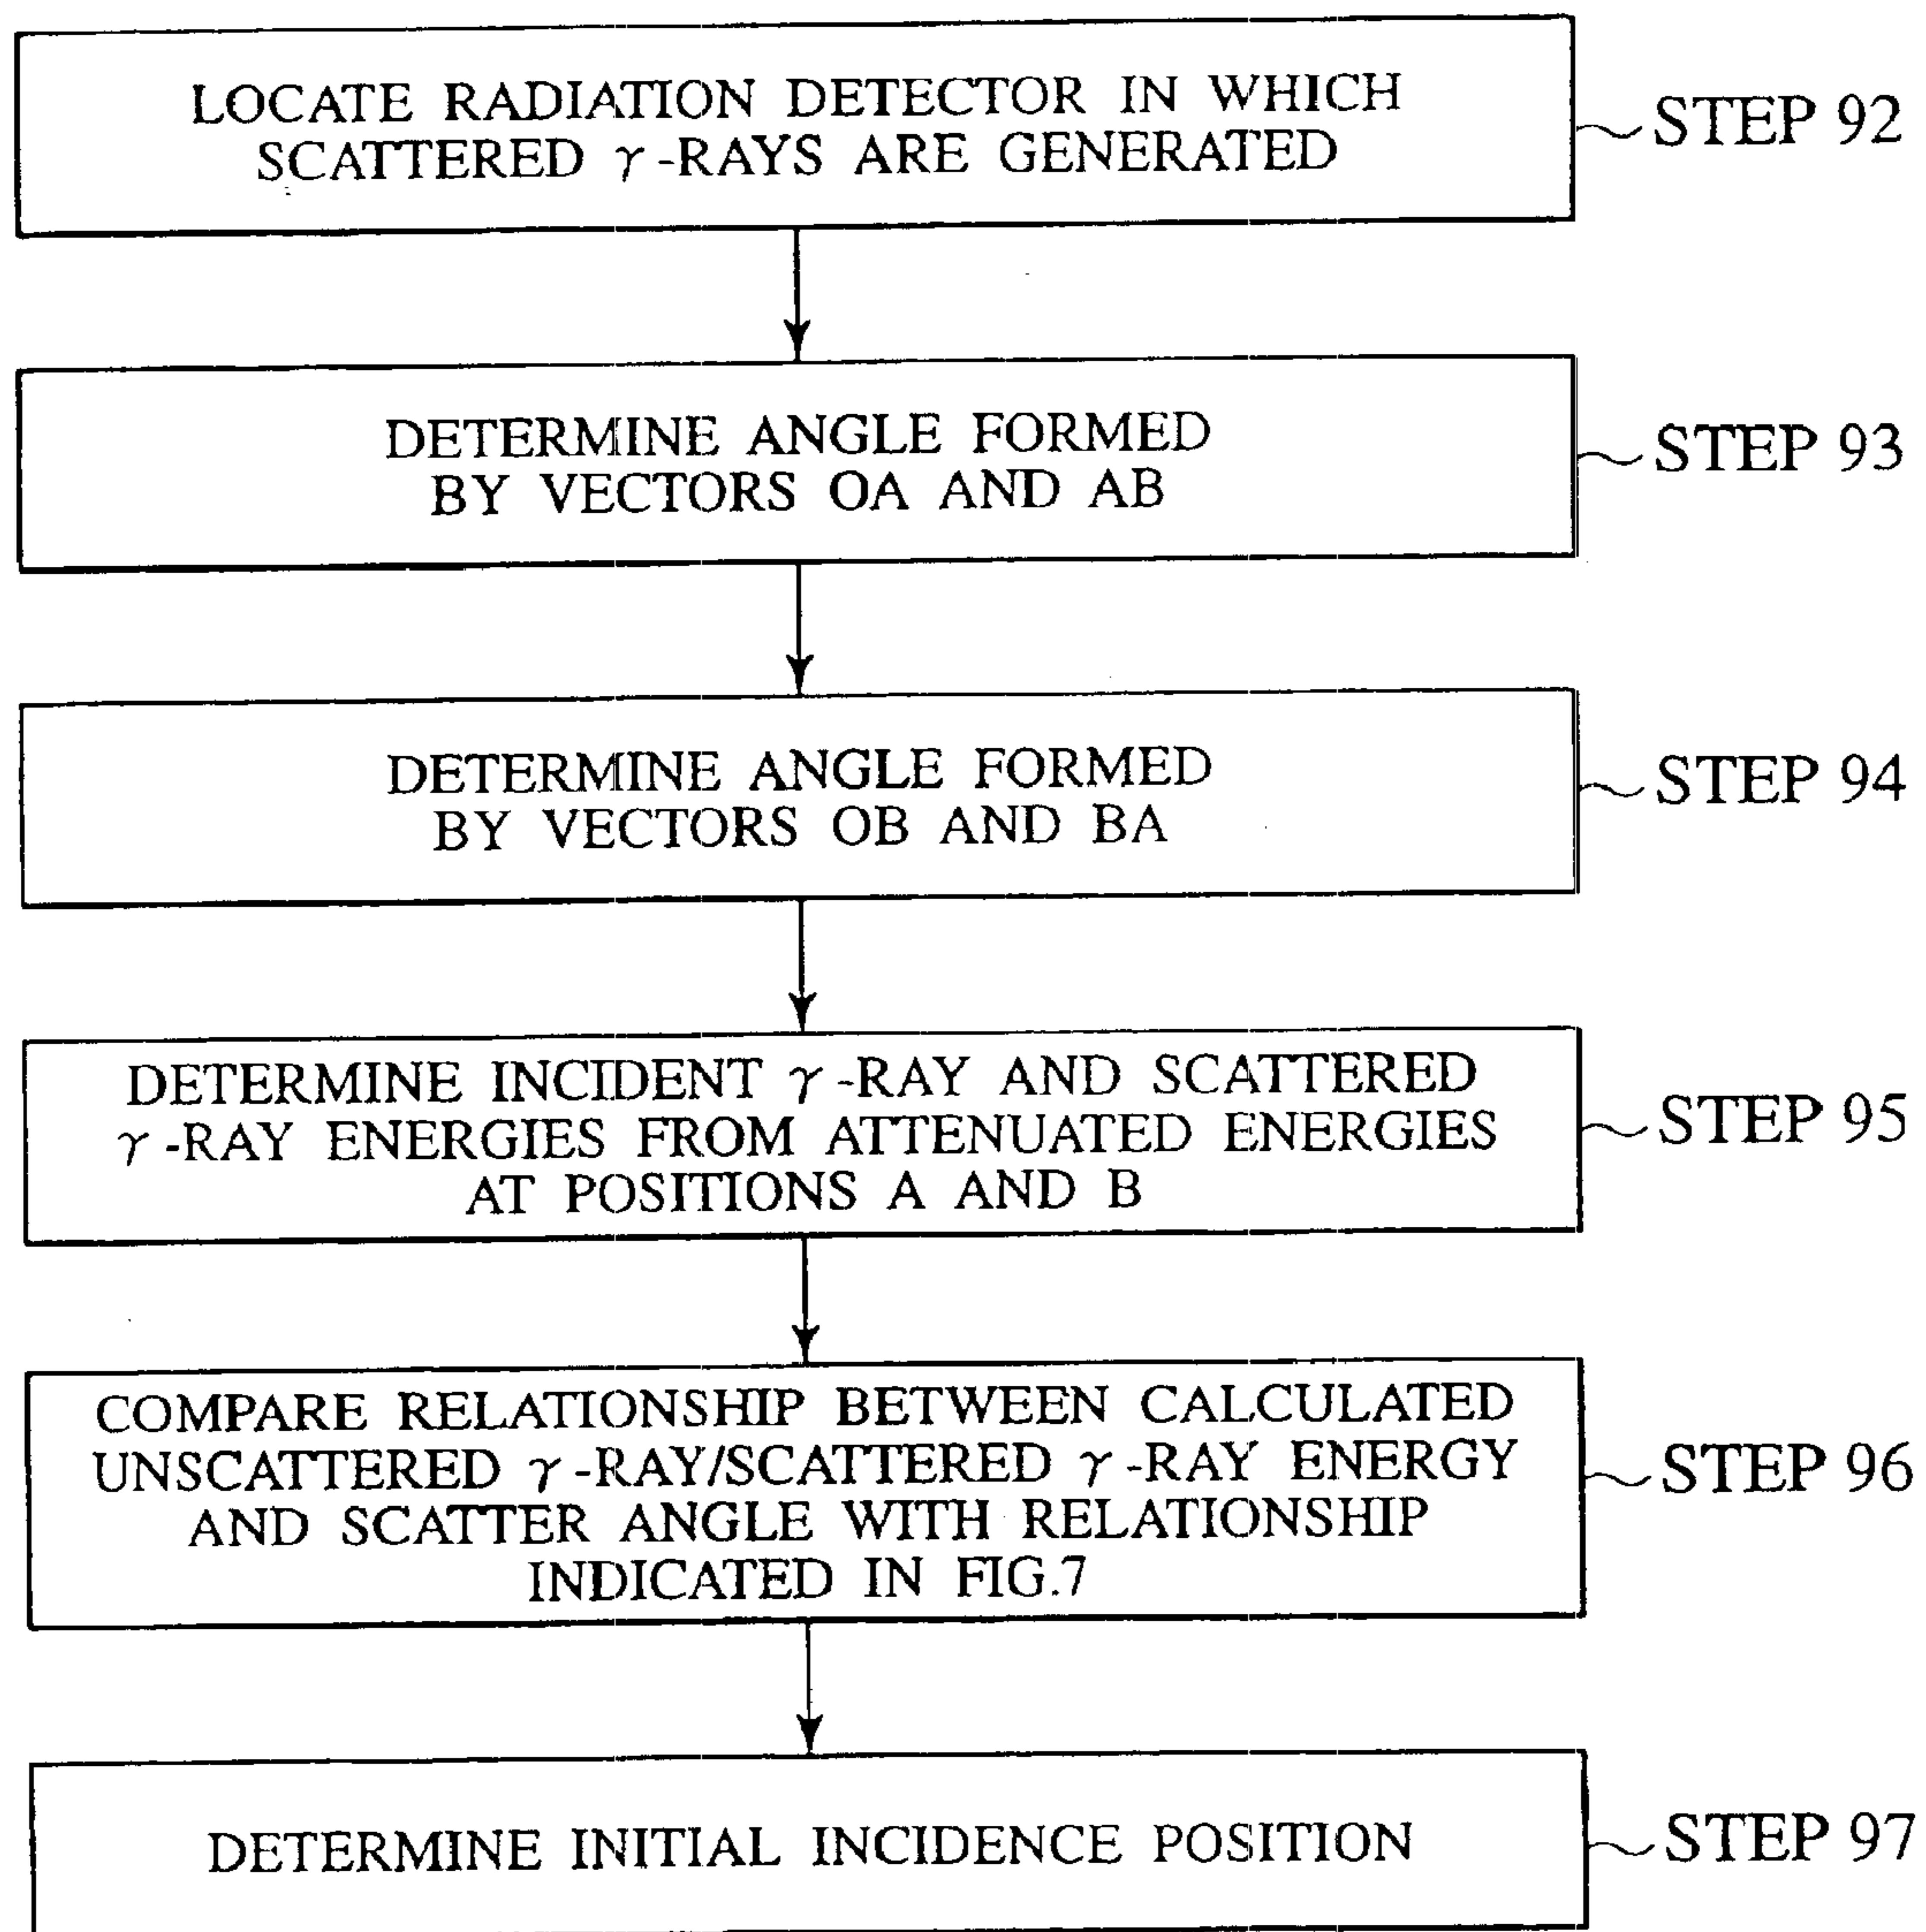 LOCATE RADIATION DETECTOR IN WHICH
SCATTERED γ-RAYS ARE GENERATED
STEP 92
DETERMINE ANGLE FORMED
BY VECTORS OA AND AB
STEP 93
DETERMINE ANGLE FORMED
BY VECTORS OB AND BA
STEP 94
DETERMINE INCIDENT γ-RAY AND SCATTERED
γ-RAY ENERGIES FROM ATTENUATED ENERGIES
AT POSITIONS A AND B
STEP 95
COMPARE RELATIONSHIP BETWEEN CALCULATED
UNSCATTERED γ-RAY/SCATTERED γ-RAY ENERGY
AND SCATTER ANGLE WITH RELATIONSHIP
INDICATED IN FIG.7
STEP 96
DETERMINE INITIAL INCIDENCE POSITION
STEP 97